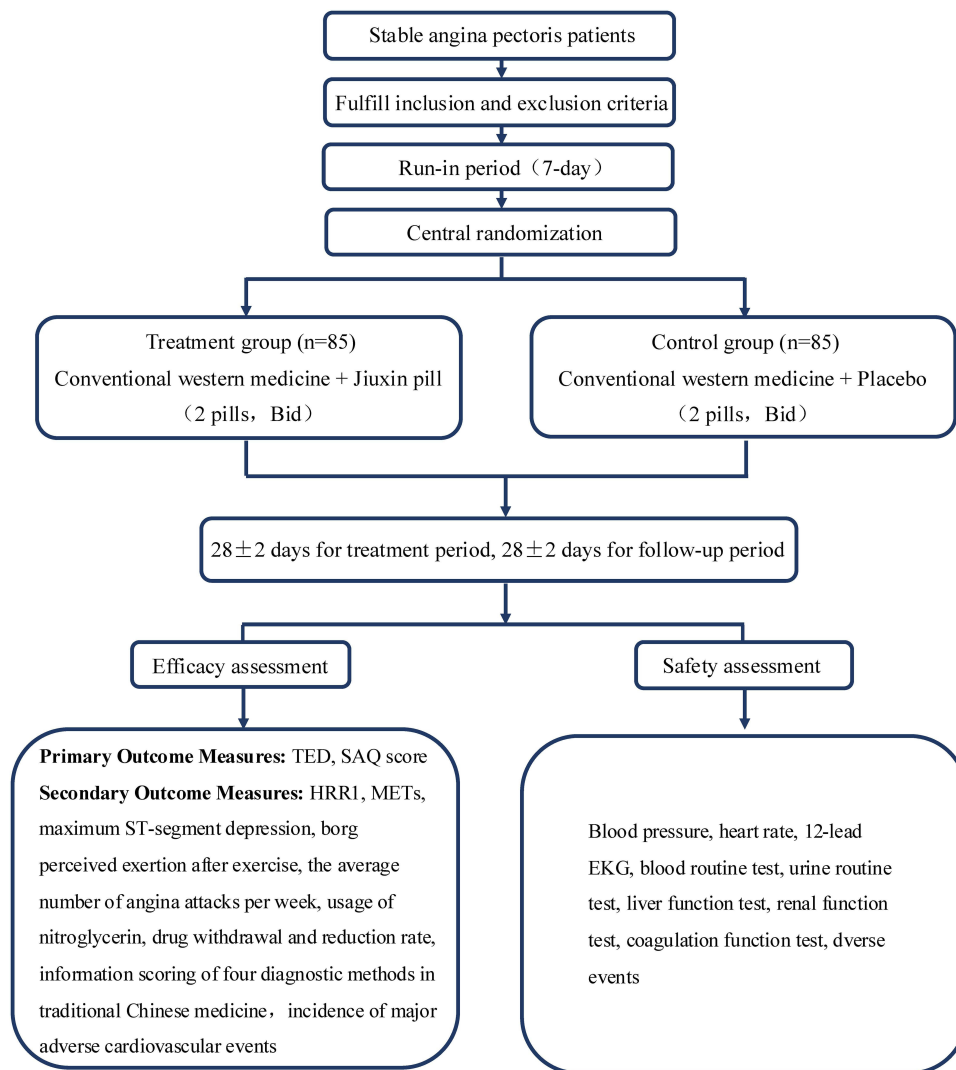 Stable angina pectoris patients
Fulfill inclusion and exclusion criteria
Run-in period（7-day）
Central randomization
Treatment group (n=85)
Conventional western medicine + Jiuxin pill
（2 pills，Bid）
Control group (n=85)
Conventional western medicine + Placebo
（2 pills，Bid）
28±2 days for treatment period, 28±2 days for follow-up period
Efficacy assessment
Safety assessment
Primary Outcome Measures: TED, SAQ score
Secondary Outcome Measures: HRR1, METs,
maximum ST-segment depression, borg
perceived exertion after exercise, the average
number of angina attacks per week, usage of
nitroglycerin, drug withdrawal and reduction rate,
information scoring of four diagnostic methods in
traditional Chinese medicine，incidence of major
adverse cardiovascular events
Blood pressure, heart rate, 12-lead
EKG, blood routine test, urine routine
test, liver function test, renal function
test, coagulation function test, dverse
events